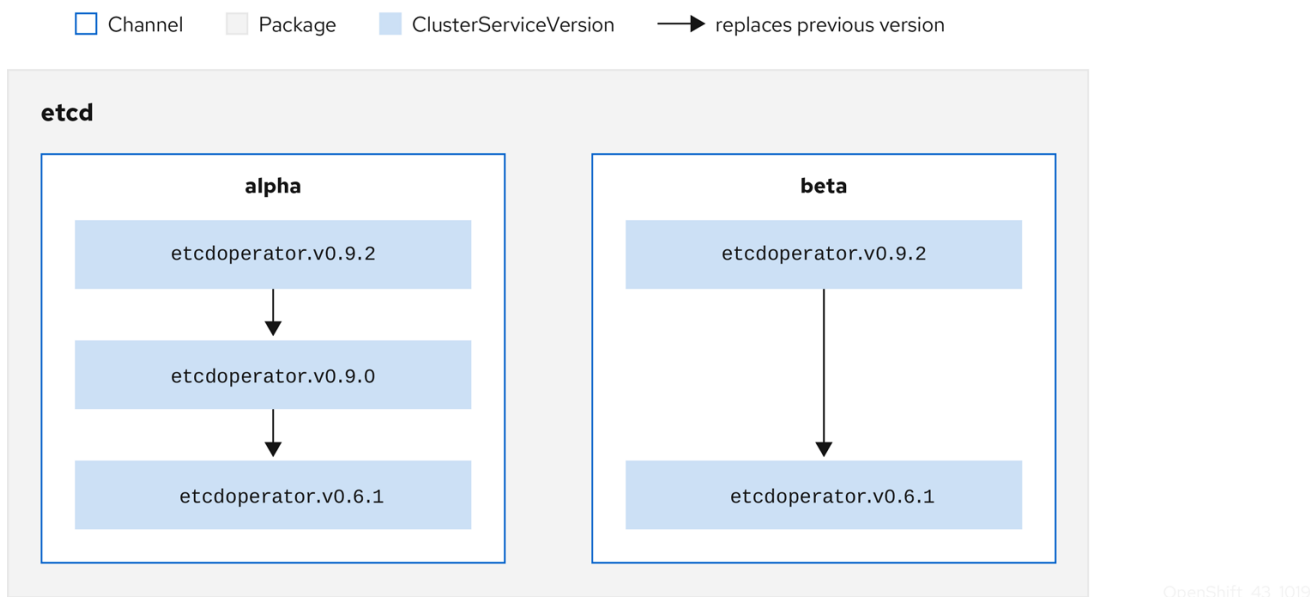 Channel Package ClusterServiceVersion replaces previous version
etcd
alpha
etcdoperator.v0.9.2
etcdoperator.v0.9.0
etcdoperator.v0.6.1
beta
etcdoperator.v0.9.2
etcdoperator.v0.6.1
OpenShift_43_1019